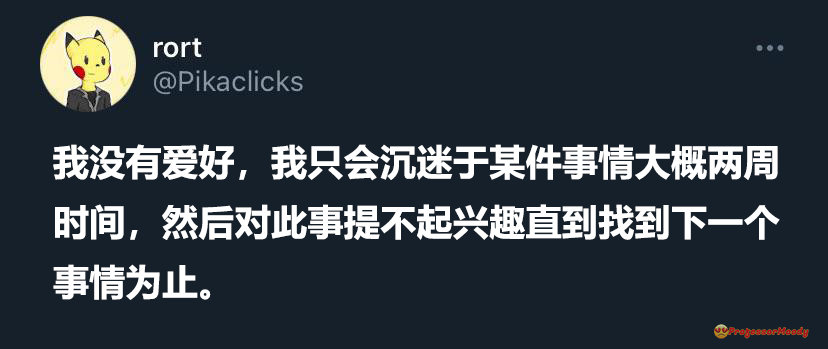 rort
@Pikaclicks
我没有爱好，我只会沉迷于某件事情大概两周
时间，然后对此事提不起兴趣直到找到下一个
事情为止。
ProfessorMoody